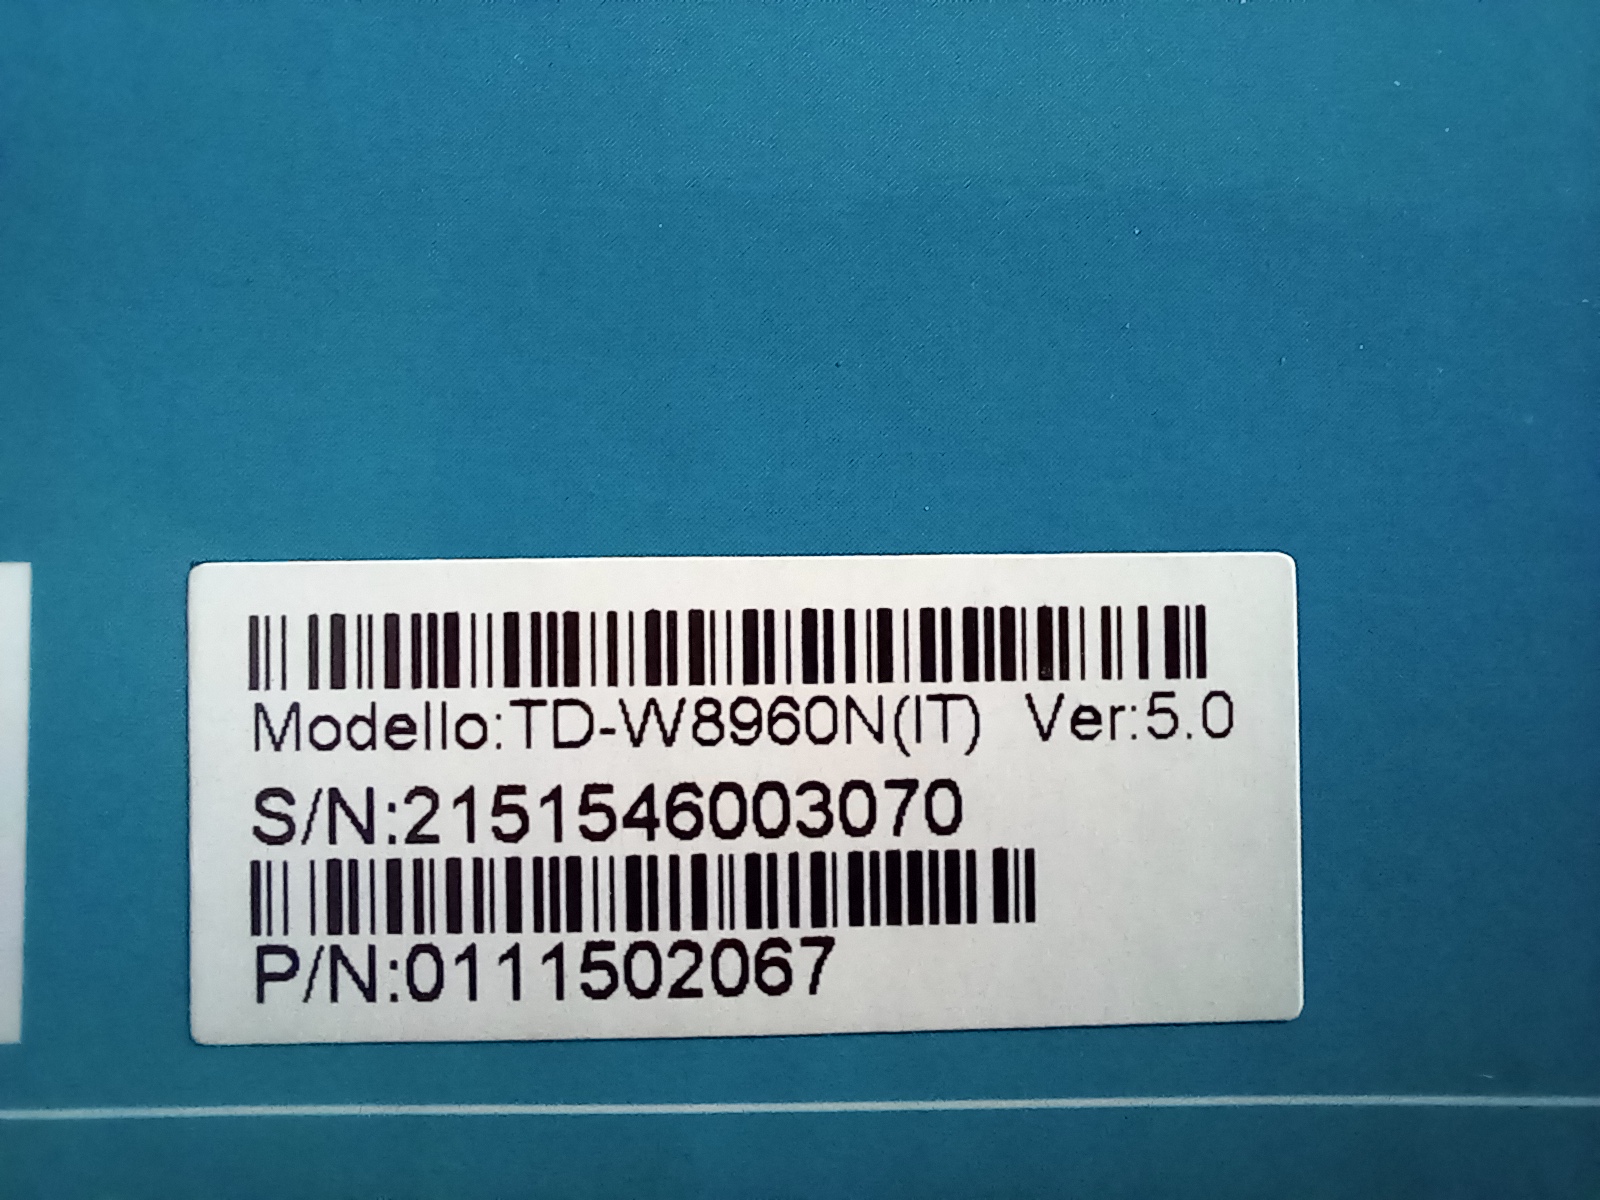 Modello:TD-W8960N(IT) Ver:5.0
S/N:2151546003070
P/N:0111502067